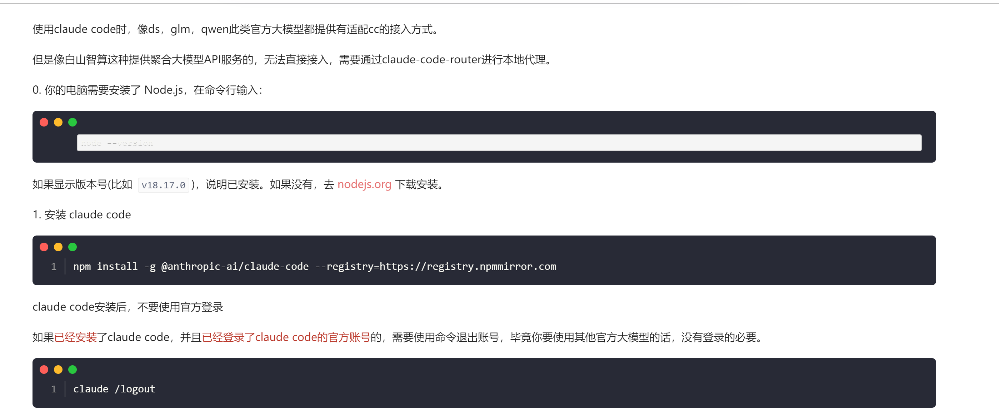 使用claude code时，像ds，glm，qwen此类官方大模型都提供有适配cc的接入方式。
但是像白山智算这种提供聚合大模型API服务的，无法直接接入，需要通过claude-code-router进行本地代理。
0. 你的电脑需要安装了 Node.js，在命令行输入：
node --version
如果显示版本号(比如 v18.17.0)，说明已安装。如果没有，去 nodejs.org 下载安装。
1. 安装 claude code
1 npm install -g @anthropic-ai/claude-code --registry=https://registry.npmmirror.com
claude code安装后，不要使用官方登录
如果已经安装了claude code，并且已经登录了claude code的官方账号的，需要使用命令退出账号，毕竟你要使用其他官方大模型的话，没有登录的必要。
1 claude /logout